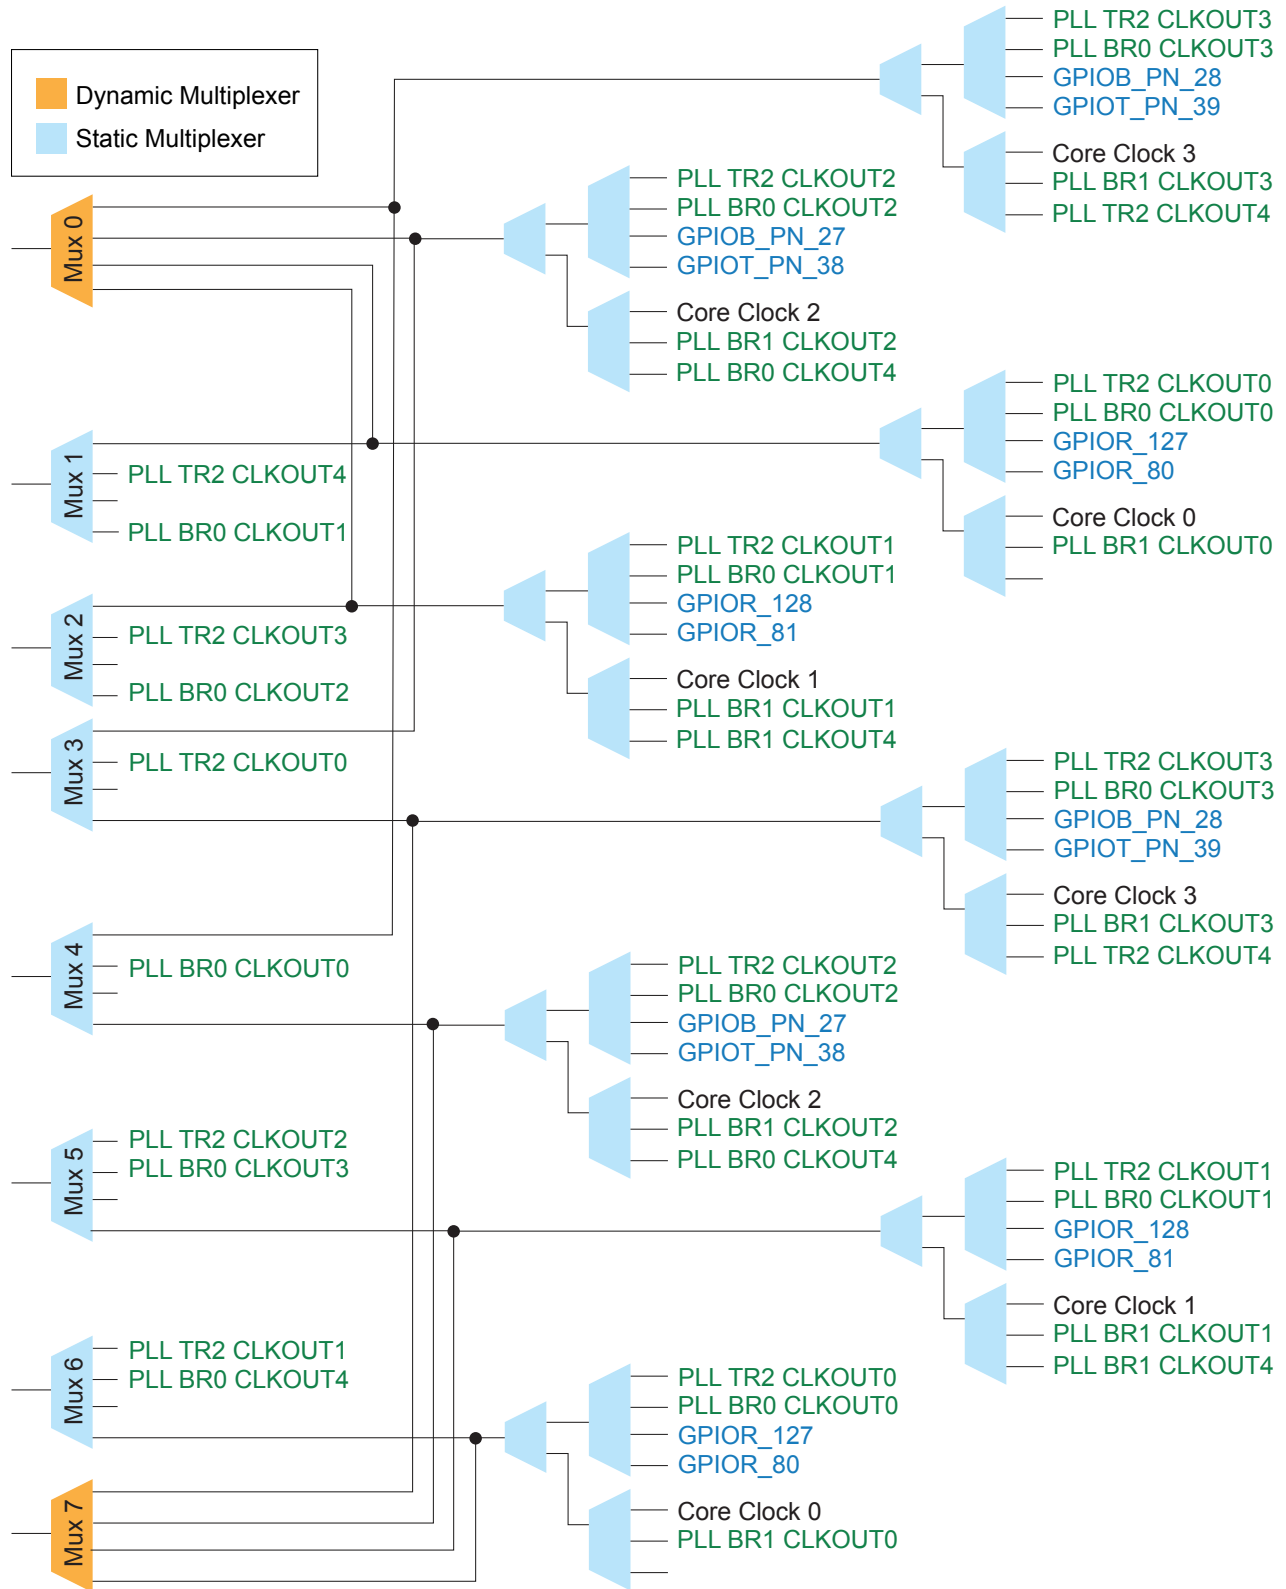 Dynamic Multiplexer
Static Multiplexer
PLL TR2 CLKOUT3
PLL BR0 CLKOUT3
GPIOB_PN_28
GPIOT_PN_39
Core Clock 3
PLL BR1 CLKOUT3
PLL TR2 CLKOUT4
Mux 0
PLL TR2 CLKOUT2
PLL BR0 CLKOUT2
GPIOB_PN_27
GPIOT_PN_38
Core Clock 2
PLL BR1 CLKOUT2
PLL BR0 CLKOUT4
PLL TR2 CLKOUT0
PLL BR0 CLKOUT0
GPIOR_127
GPIOR_80
Core Clock 0
PLL BR1 CLKOUT0
Mux 1
PLL TR2 CLKOUT4
PLL BR0 CLKOUT1
PLL TR2 CLKOUT1
PLL BR0 CLKOUT1
GPIOR_128
GPIOR_81
Core Clock 1
PLL BR1 CLKOUT1
PLL BR1 CLKOUT4
Mux 2
PLL TR2 CLKOUT3
PLL BR0 CLKOUT2
Mux 3
PLL TR2 CLKOUT0
PLL TR2 CLKOUT3
PLL BR0 CLKOUT3
GPIOB_PN_28
GPIOT_PN_39
Core Clock 3
PLL BR1 CLKOUT3
PLL TR2 CLKOUT4
Mux 4
PLL BR0 CLKOUT0
PLL TR2 CLKOUT2
PLL BR0 CLKOUT2
GPIOB_PN_27
GPIOT_PN_38
Core Clock 2
PLL BR1 CLKOUT2
PLL BR0 CLKOUT4
Mux 5
PLL TR2 CLKOUT2
PLL BR0 CLKOUT3
PLL TR2 CLKOUT1
PLL BR0 CLKOUT1
GPIOR_128
GPIOR_81
Core Clock 1
PLL BR1 CLKOUT1
PLL BR1 CLKOUT4
Mux 6
PLL TR2 CLKOUT1
PLL BR0 CLKOUT4
PLL TR2 CLKOUT0
PLL BR0 CLKOUT0
GPIOR_127
GPIOR_80
Core Clock 0
PLL BR1 CLKOUT0
Mux 7